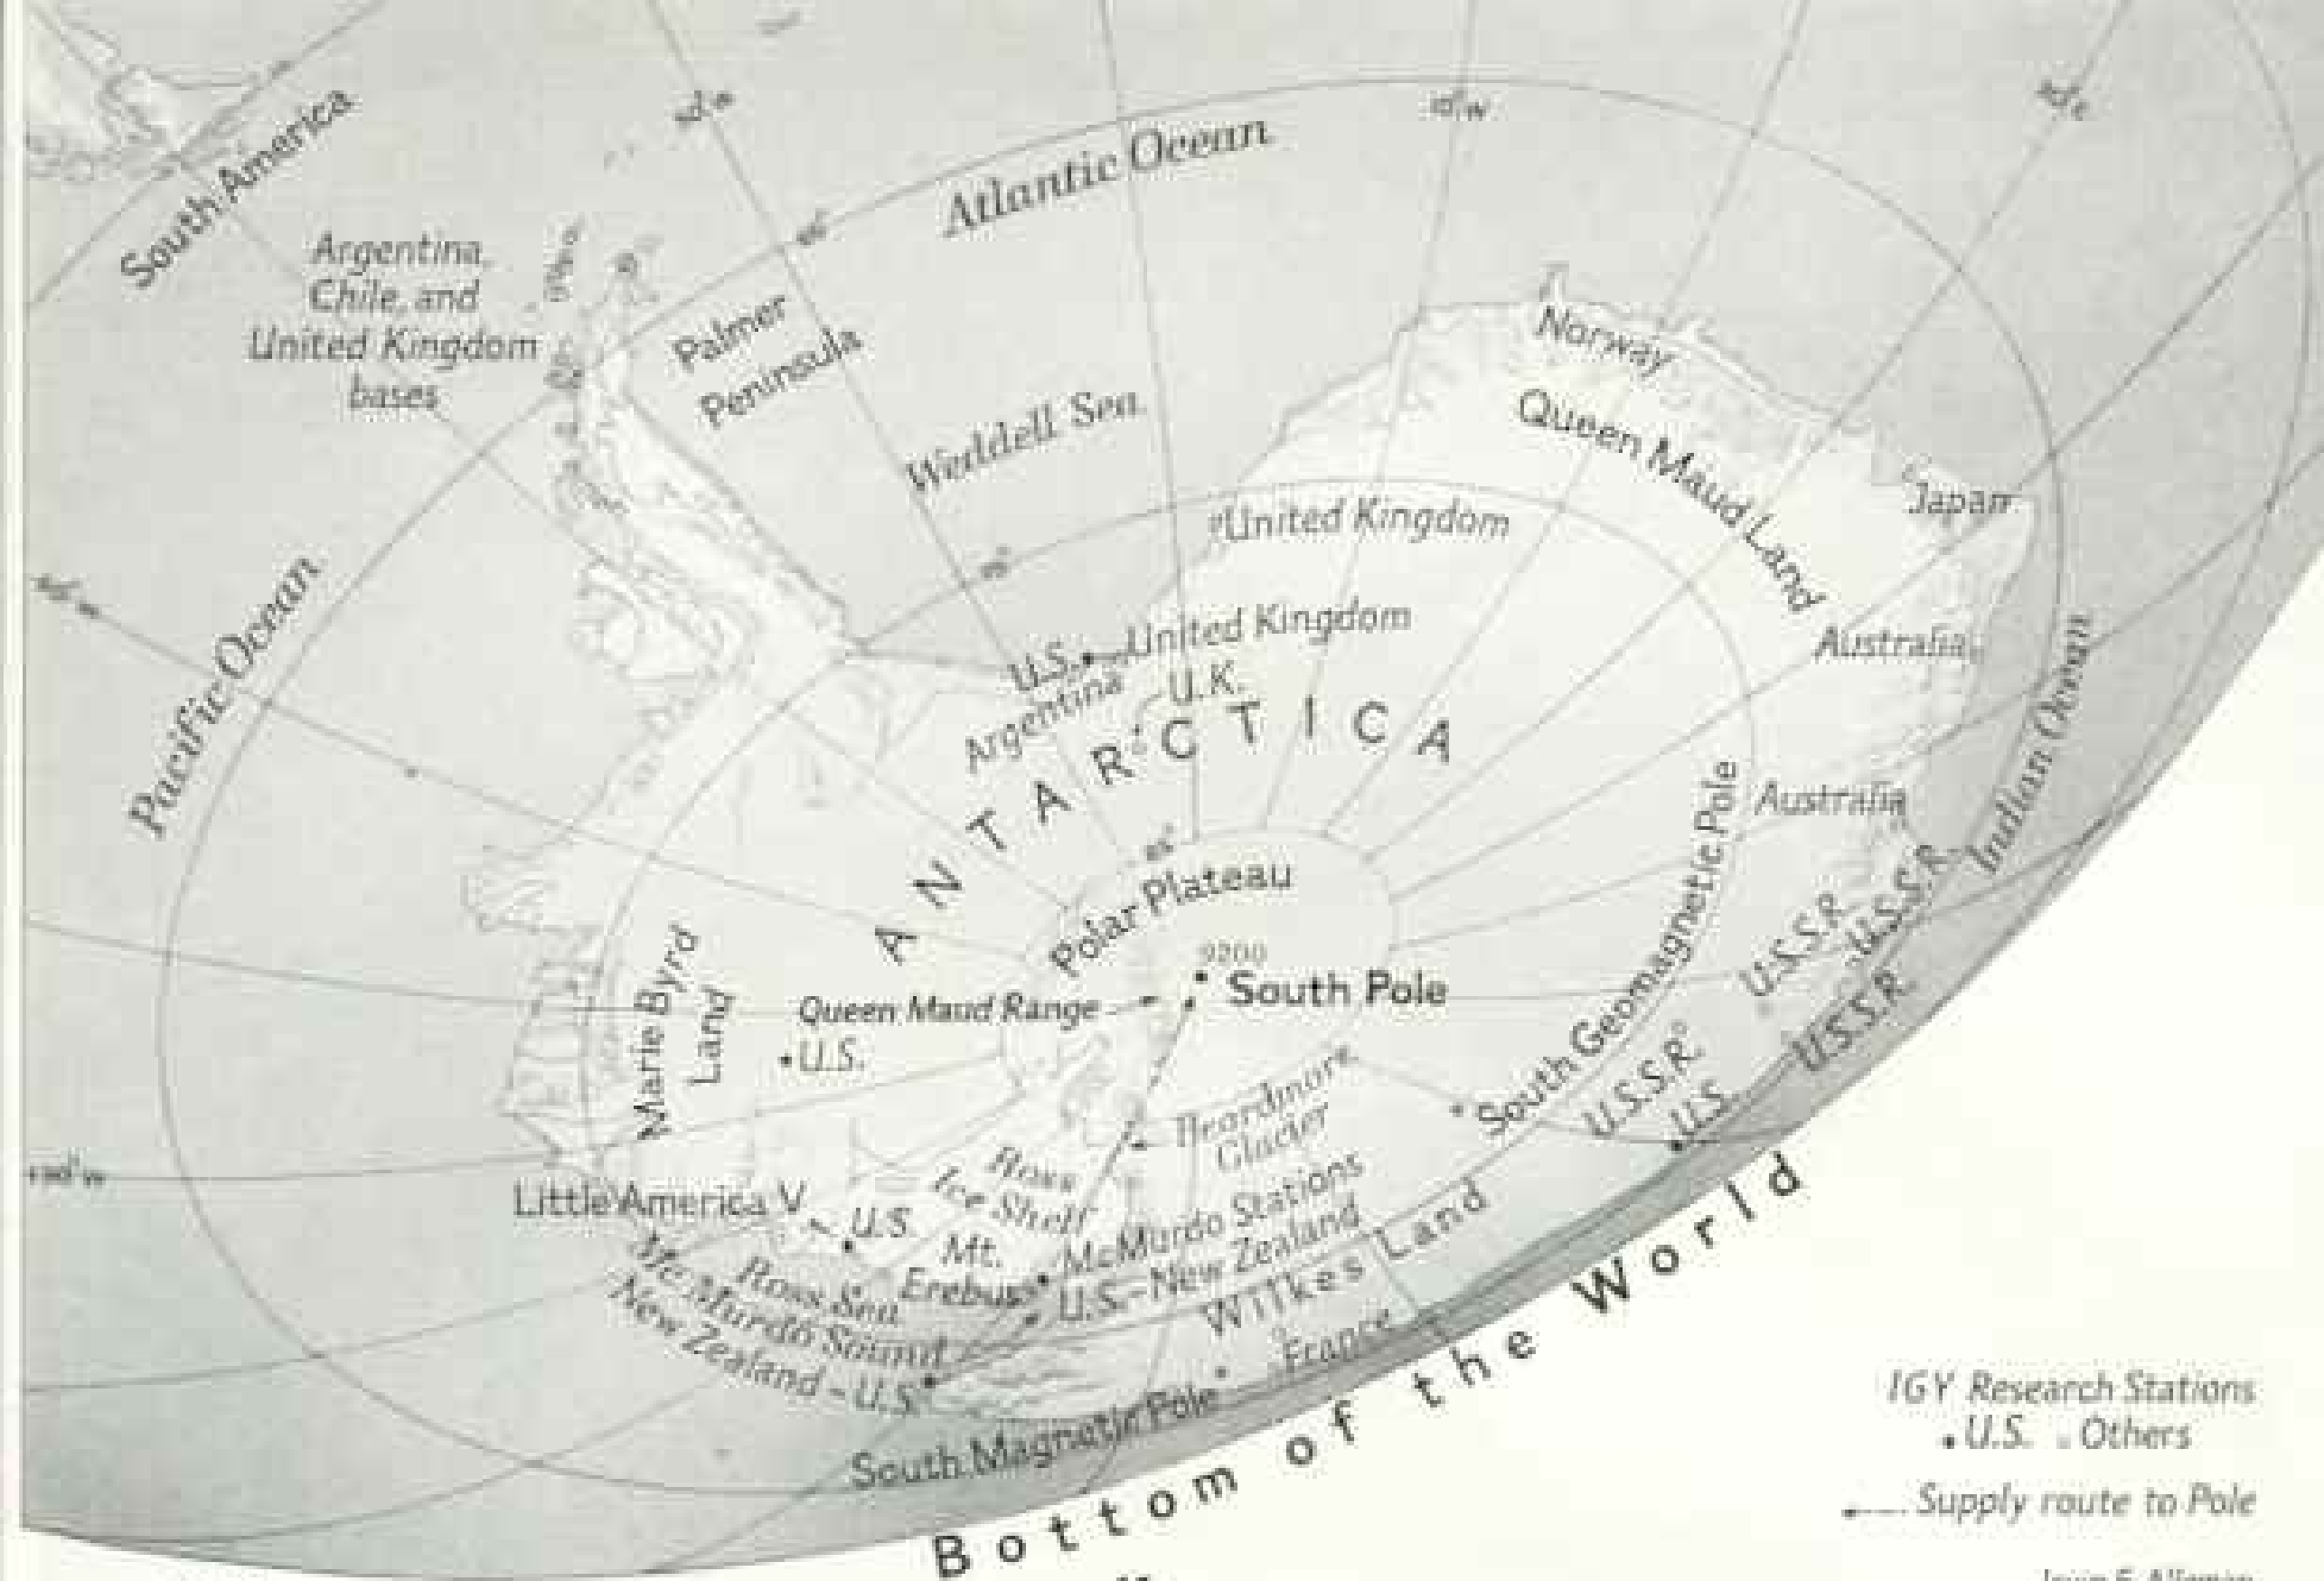 South America
Atlantic Ocean
10°W
Argentina,
Chile, and
United Kingdom
bases
Palmer
Peninsula
Weddell Sea
Norway
Queen Maud Land
Japan
United Kingdom
Pacific Ocean
U.S.
United Kingdom
Argentina
U.K.
Australia
ANTARCTICA
Australia
Indian Ocean
Polar Plateau
9200
South Pole
Queen Maud Range
Marie Byrd
Land
U.S.
South Geomagnetic Pole
U.S.S.R.
U.S.S.R.
U.S.S.R.
U.S.S.R.
U.S.
Beardmore
Glacier
Ross
Ice Shelf
Little America V
U.S.
Mt.
Erebus
McMurdo Stations
U.S.-New Zealand
Wilkes Land
Ross Sea
Mc Murdo Sound
New Zealand - U.S.
France
South Magnetic Pole
Bottom of the World
IGY Research Stations
U.S. Others
Supply route to Pole